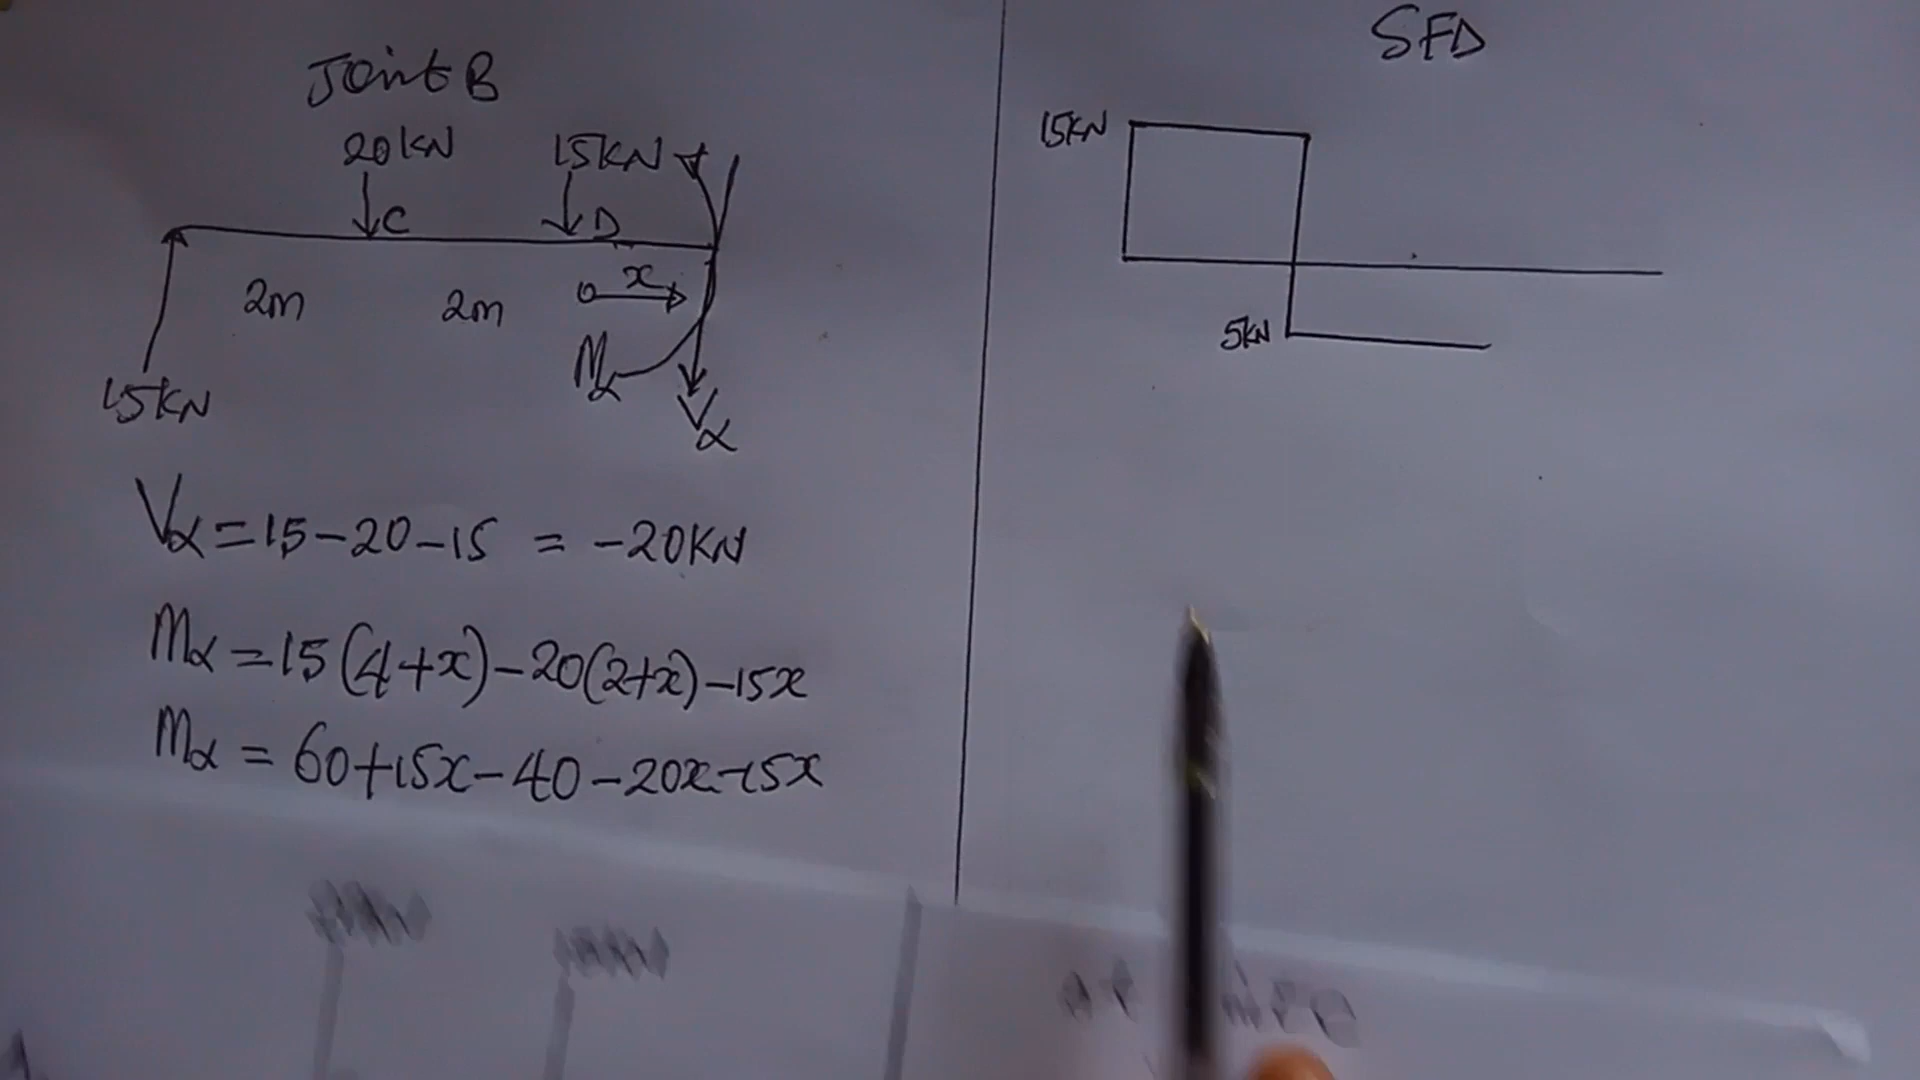 Joint B
20KN 15KN
C D
2m 2m x
Mx
15KN
Vx
Vx = 15 - 20 - 15 = -20KN
Mx = 15(4+x) - 20(2+x) - 15x
Mx = 60+15x - 40 - 20x - 15x
SFD
15KN
5KN